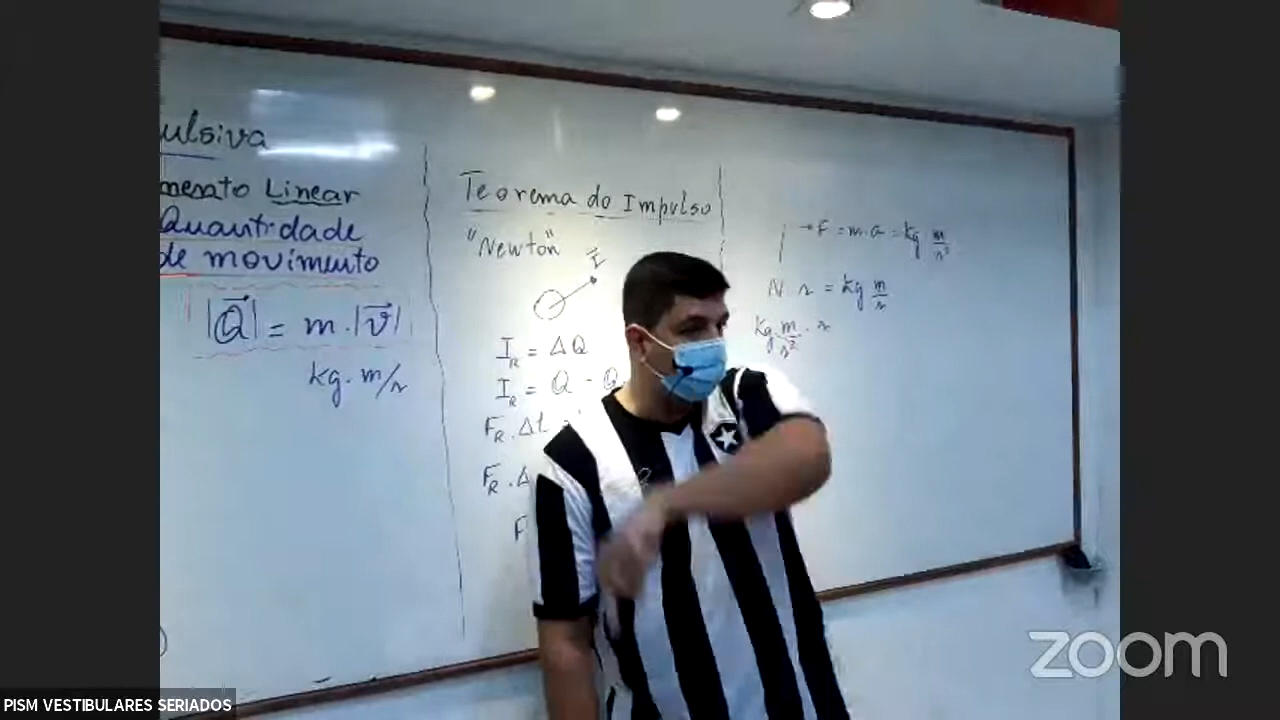 ulsiva
mento Linear
Quantidade
de movimento
|Q⃗| = m.|v⃗|
kg.m/s
Teorema do Impulso
"Newton"
I⃗
I_R = ΔQ
I_R = Q - Q
F_R.Δt
F_R.Δ
F
→F = m.a = kg m/s²
N s = kg m/s
kg m/s² . s
zoom
PISM VESTIBULARES SERIADOS